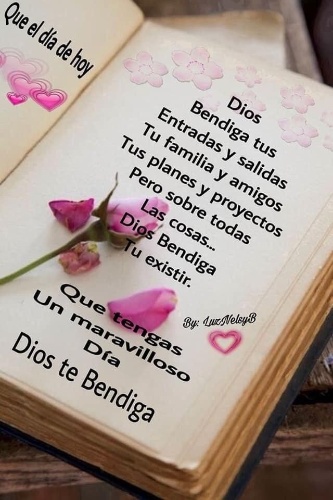 Que el día de hoy
Dios
Bendiga tus
Entradas y salidas
Tu familia y amigos
Tus planes y proyectos
Pero sobre todas
Las cosas...
Dios Bendiga
Tu existir.
By: LuzNelsyB
Que tengas
Un maravilloso
Día
Dios te Bendiga